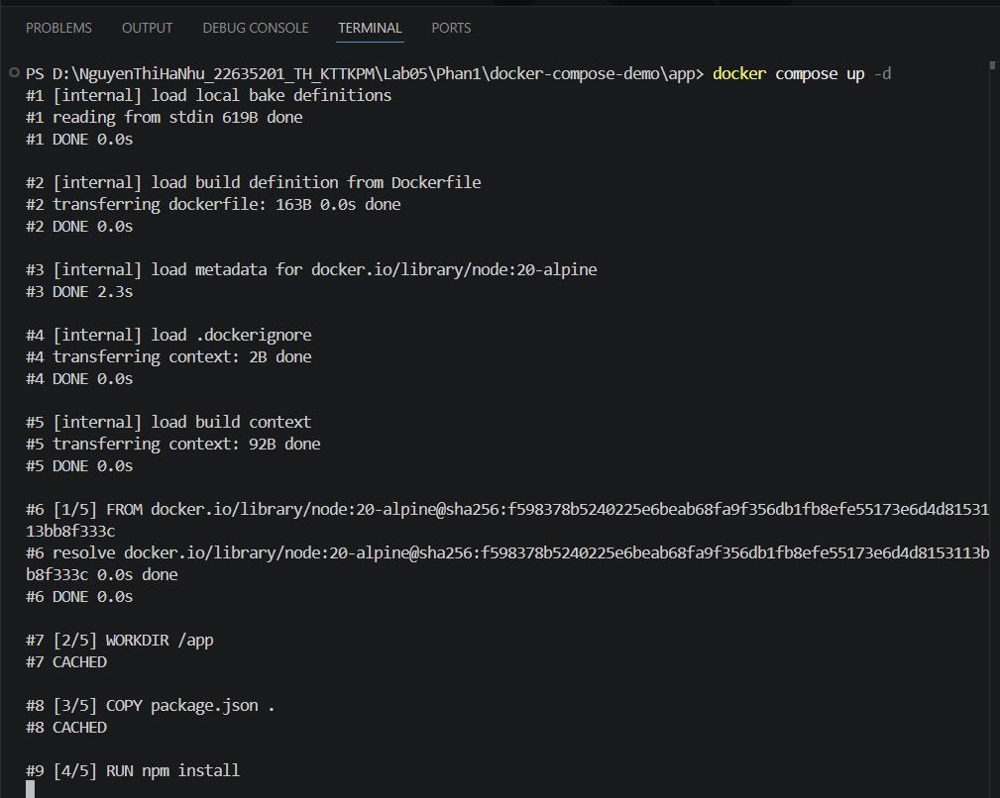 PROBLEMS OUTPUT DEBUG CONSOLE TERMINAL PORTS
PS D:\NguyenThiHaNhu_22635201_TH_KTTKPM\Lab05\Phan1\docker-compose-demo\app> docker compose up -d
#1 [internal] load local bake definitions
#1 reading from stdin 619B done
#1 DONE 0.0s
#2 [internal] load build definition from Dockerfile
#2 transferring dockerfile: 163B 0.0s done
#2 DONE 0.0s
#3 [internal] load metadata for docker.io/library/node:20-alpine
#3 DONE 2.3s
#4 [internal] load .dockerignore
#4 transferring context: 2B done
#4 DONE 0.0s
#5 [internal] load build context
#5 transferring context: 92B done
#5 DONE 0.0s
#6 [1/5] FROM docker.io/library/node:20-alpine@sha256:f598378b5240225e6beab68fa9f356db1fb8efe55173e6d4d81531
13bb8f333c
#6 resolve docker.io/library/node:20-alpine@sha256:f598378b5240225e6beab68fa9f356db1fb8efe55173e6d4d8153113b
b8f333c 0.0s done
#6 DONE 0.0s
#7 [2/5] WORKDIR /app
#7 CACHED
#8 [3/5] COPY package.json .
#8 CACHED
#9 [4/5] RUN npm install